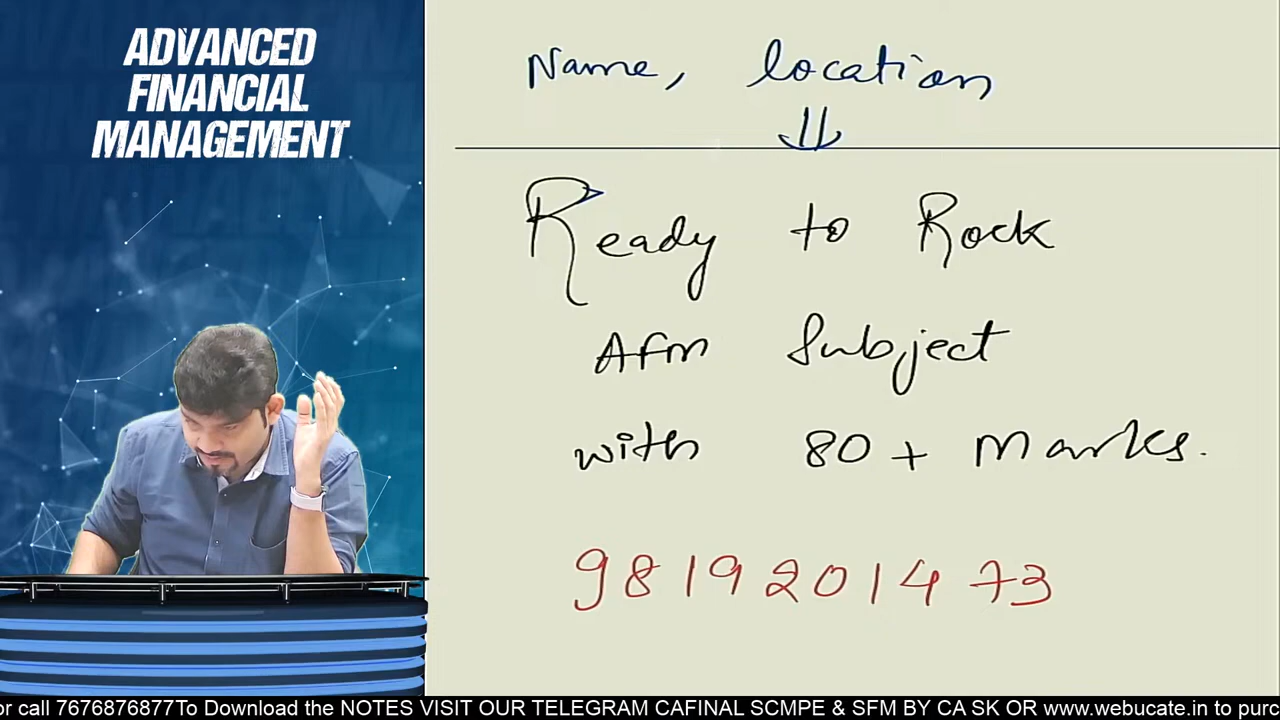 ADVANCED
FINANCIAL
MANAGEMENT
Name, location
Ready to Rock
Afm Subject
with 80 + Marks.
9819201473
or call 7676876877To Download the NOTES VISIT OUR TELEGRAM CAFINAL SCMPE & SFM BY CA SK OR www.webucate.in to purc